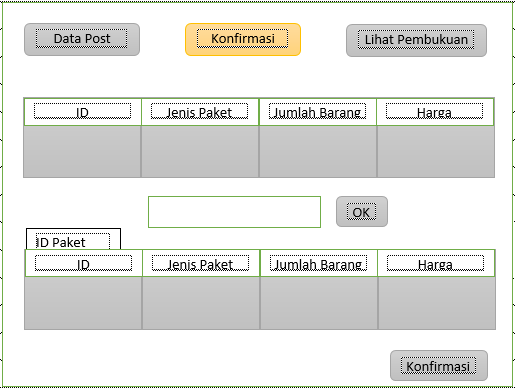 Data Post
Konfirmasi
Lihat Pembukuan
ID
Jenis Paket
Jumlah Barang
Harga
OK
ID Paket
ID
Jenis Paket
Jumlah Barang
Harga
Konfirmasi